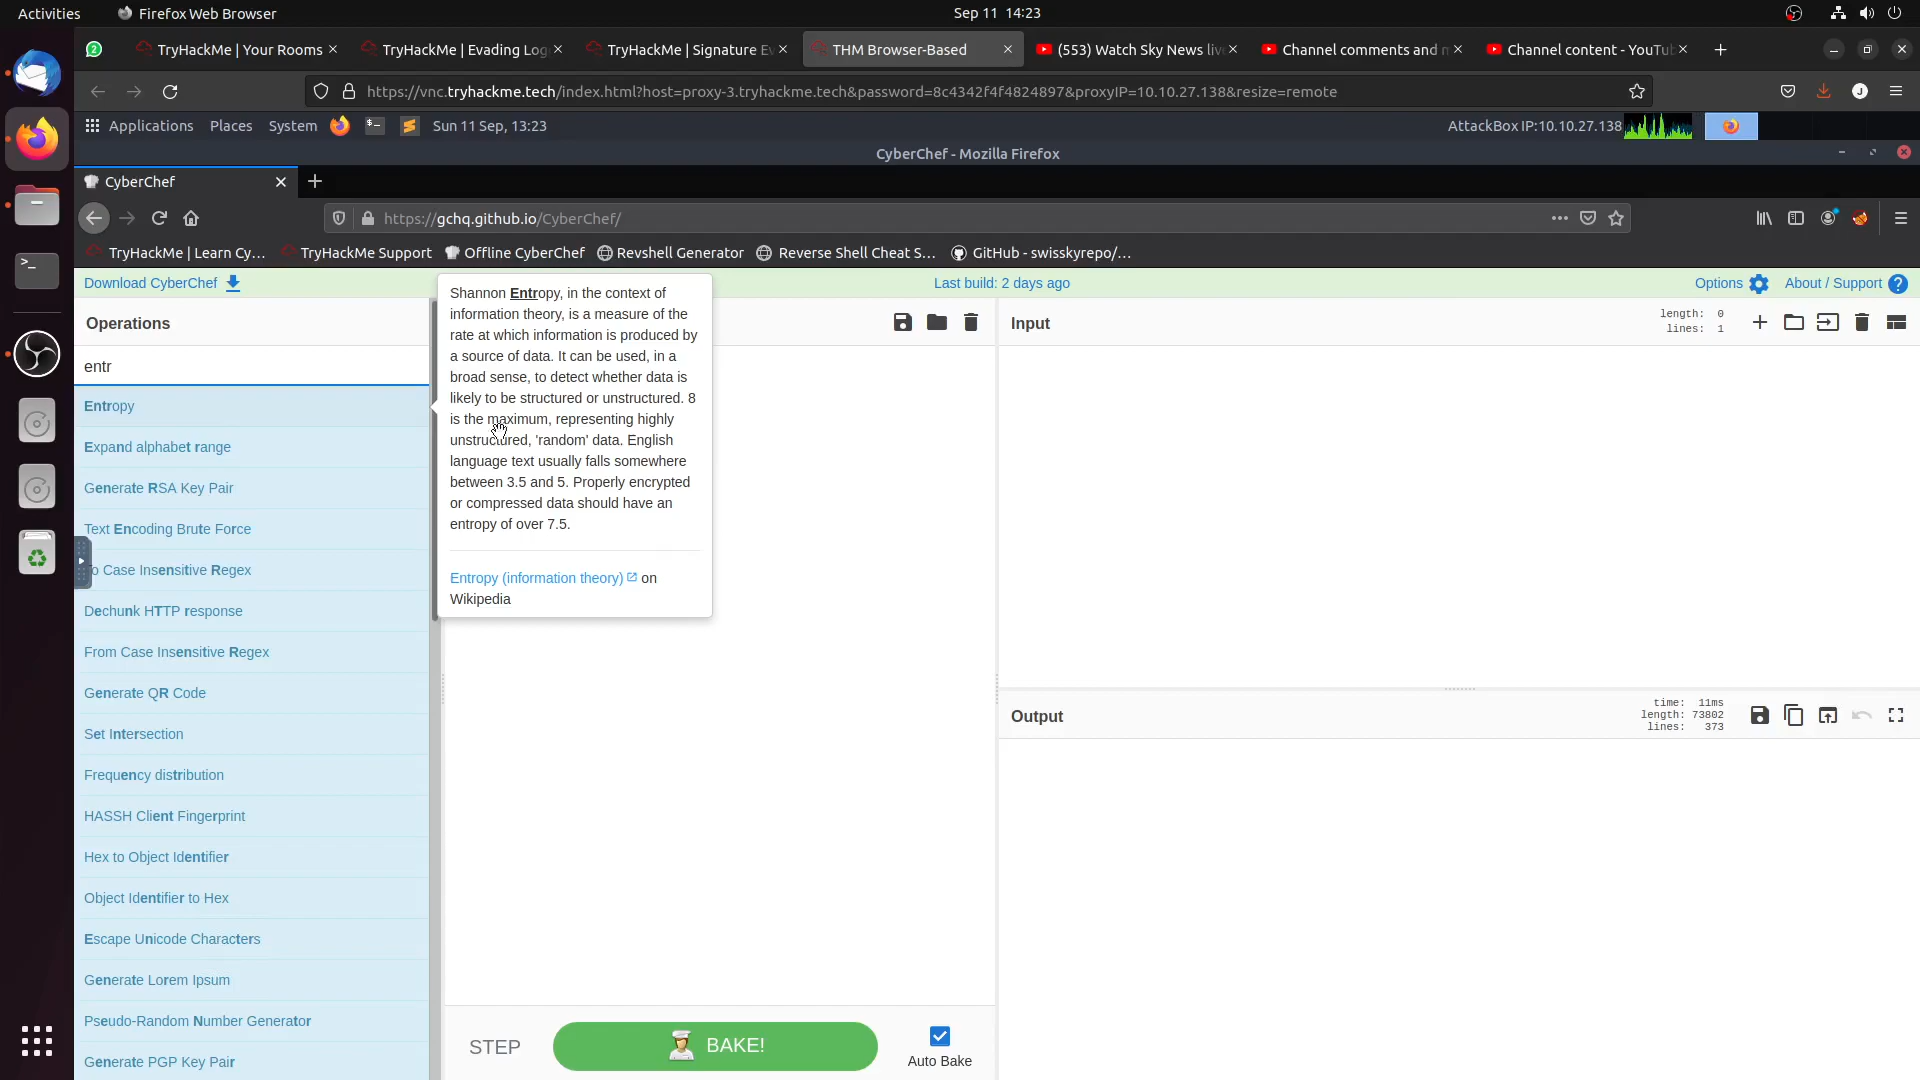 Activities
Firefox Web Browser
Sep 11 14:23
2
TryHackMe | Your Rooms
TryHackMe | Evading Log
TryHackMe | Signature Ev
THM Browser-Based
(553) Watch Sky News live
Channel comments and m
Channel content - YouTub
https://vnc.tryhackme.tech/index.html?host=proxy-3.tryhackme.tech&password=8c4342f4f4824897&proxyIP=10.10.27.138&resize=remote
J
Applications
Places
System
Sun 11 Sep, 13:23
AttackBox IP:10.10.27.138
CyberChef - Mozilla Firefox
CyberChef
https://gchq.github.io/CyberChef/
TryHackMe | Learn Cy...
TryHackMe Support
Offline CyberChef
Revshell Generator
Reverse Shell Cheat S...
GitHub - swisskyrepo/...
Download CyberChef
Last build: 2 days ago
Options
About / Support
Operations
entr
Entropy
Expand alphabet range
Generate RSA Key Pair
Text Encoding Brute Force
o Case Insensitive Regex
Dechunk HTTP response
From Case Insensitive Regex
Generate QR Code
Set Intersection
Frequency distribution
HASSH Client Fingerprint
Hex to Object Identifier
Object Identifier to Hex
Escape Unicode Characters
Generate Lorem Ipsum
Pseudo-Random Number Generator
Generate PGP Key Pair
Shannon Entropy, in the context of
information theory, is a measure of the
rate at which information is produced by
a source of data. It can be used, in a
broad sense, to detect whether data is
likely to be structured or unstructured. 8
is the maximum, representing highly
unstructured, 'random' data. English
language text usually falls somewhere
between 3.5 and 5. Properly encrypted
or compressed data should have an
entropy of over 7.5.
Entropy (information theory) on
Wikipedia
STEP
BAKE!
Auto Bake
Input
length: 0
lines: 1
Output
time: 11ms
length: 73802
lines: 373